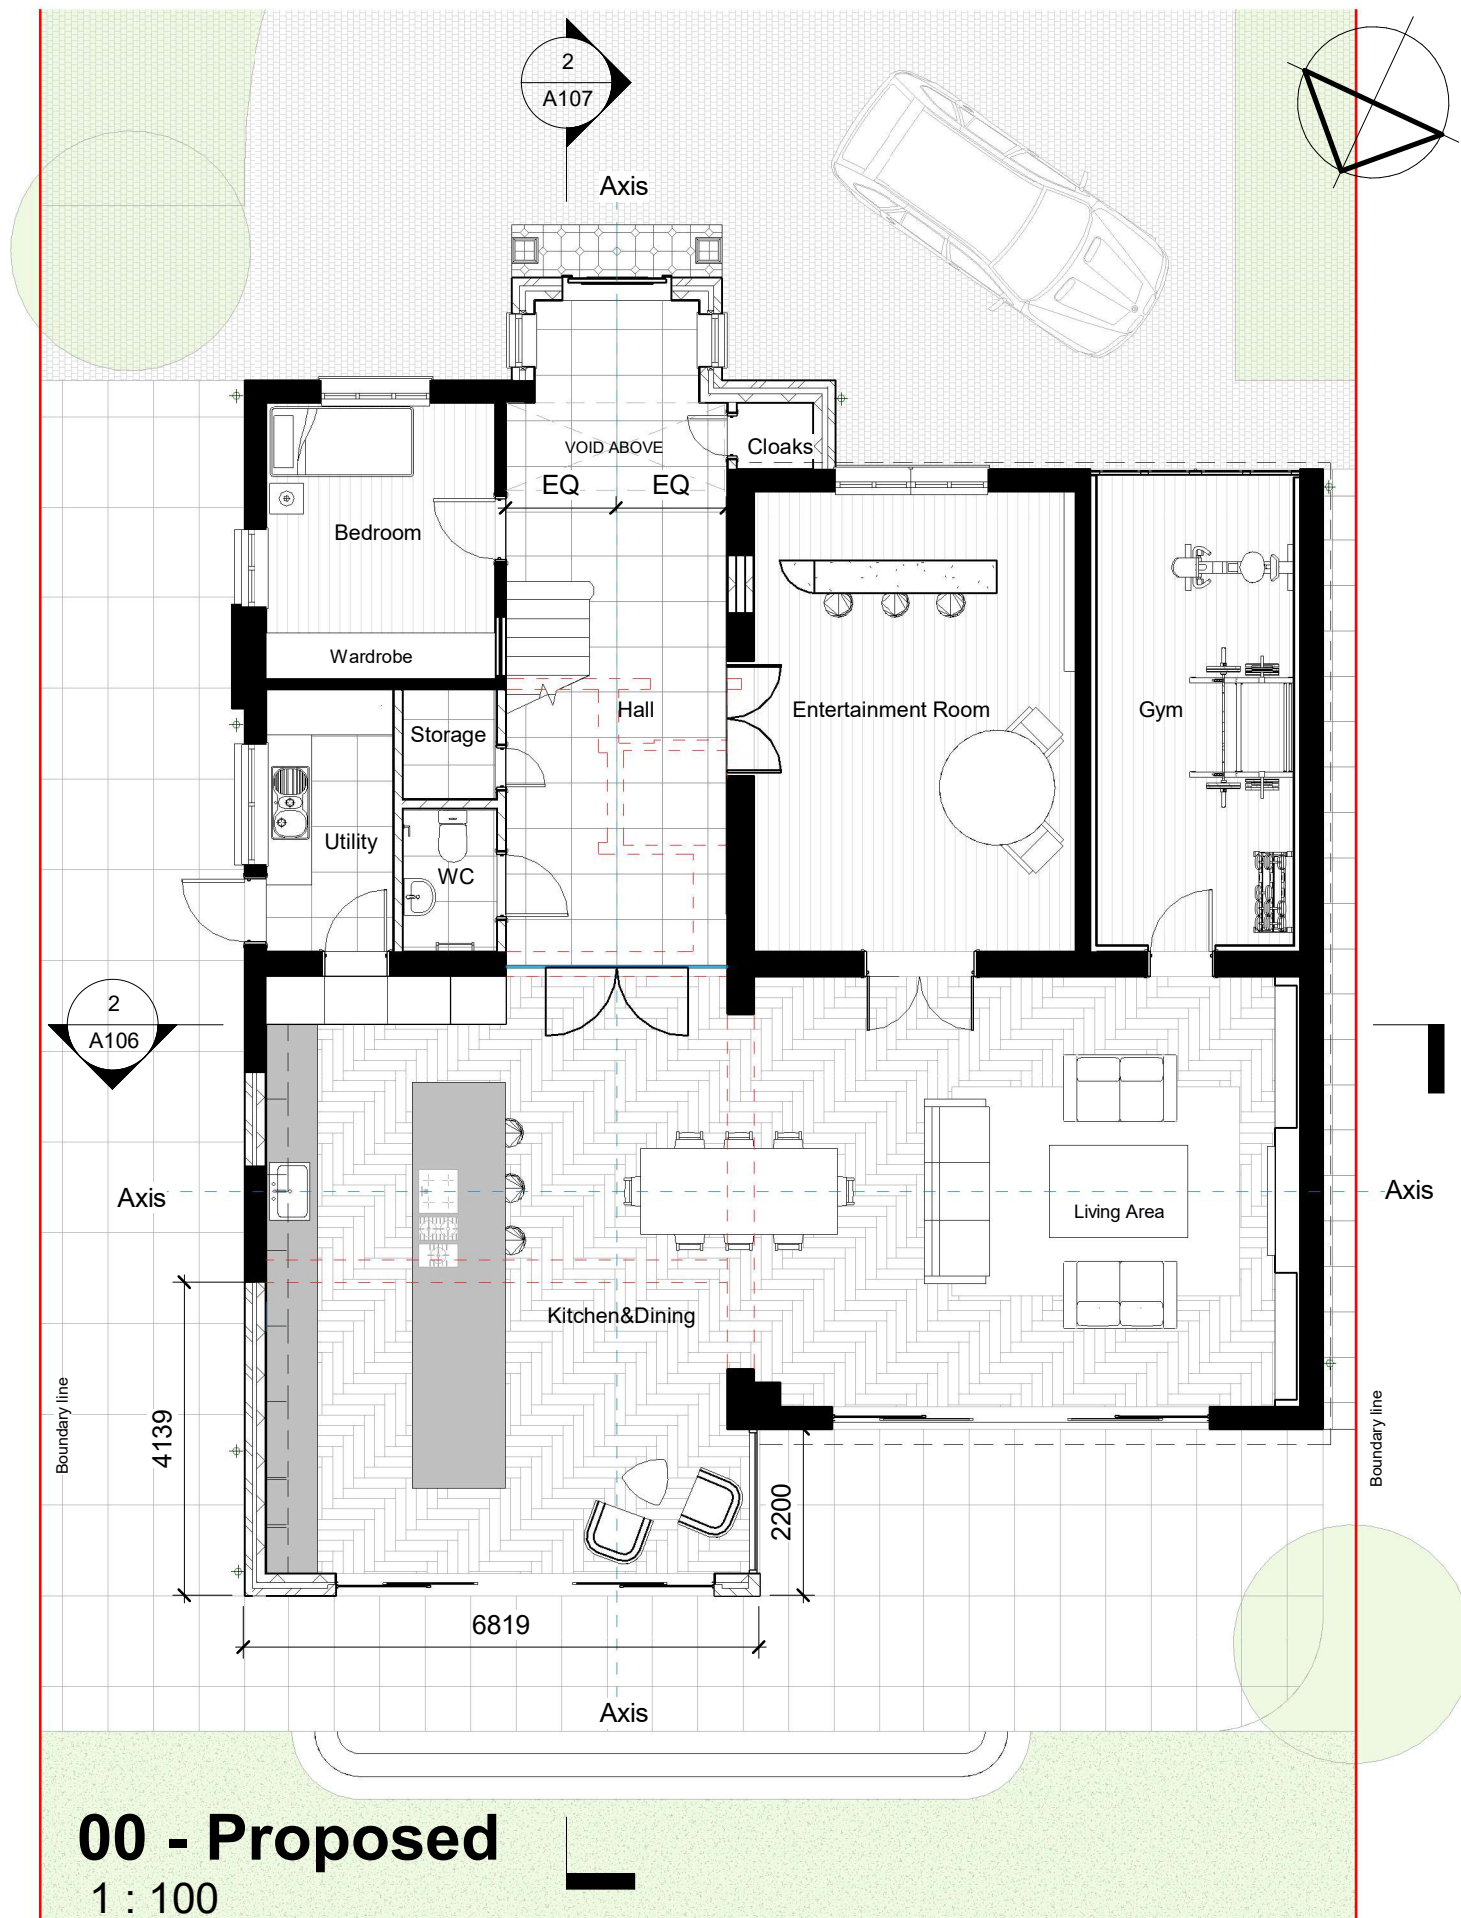 2
A107
Axis
VOID ABOVE
Cloaks
EQ
EQ
Bedroom
Wardrobe
Hall
Entertainment Room
Gym
Storage
Utility
WC
2
A106
Axis
Axis
Living Area
Kitchen&Dining
Boundary line
4139
2200
Boundary line
6819
Axis
00 - Proposed
1 : 100